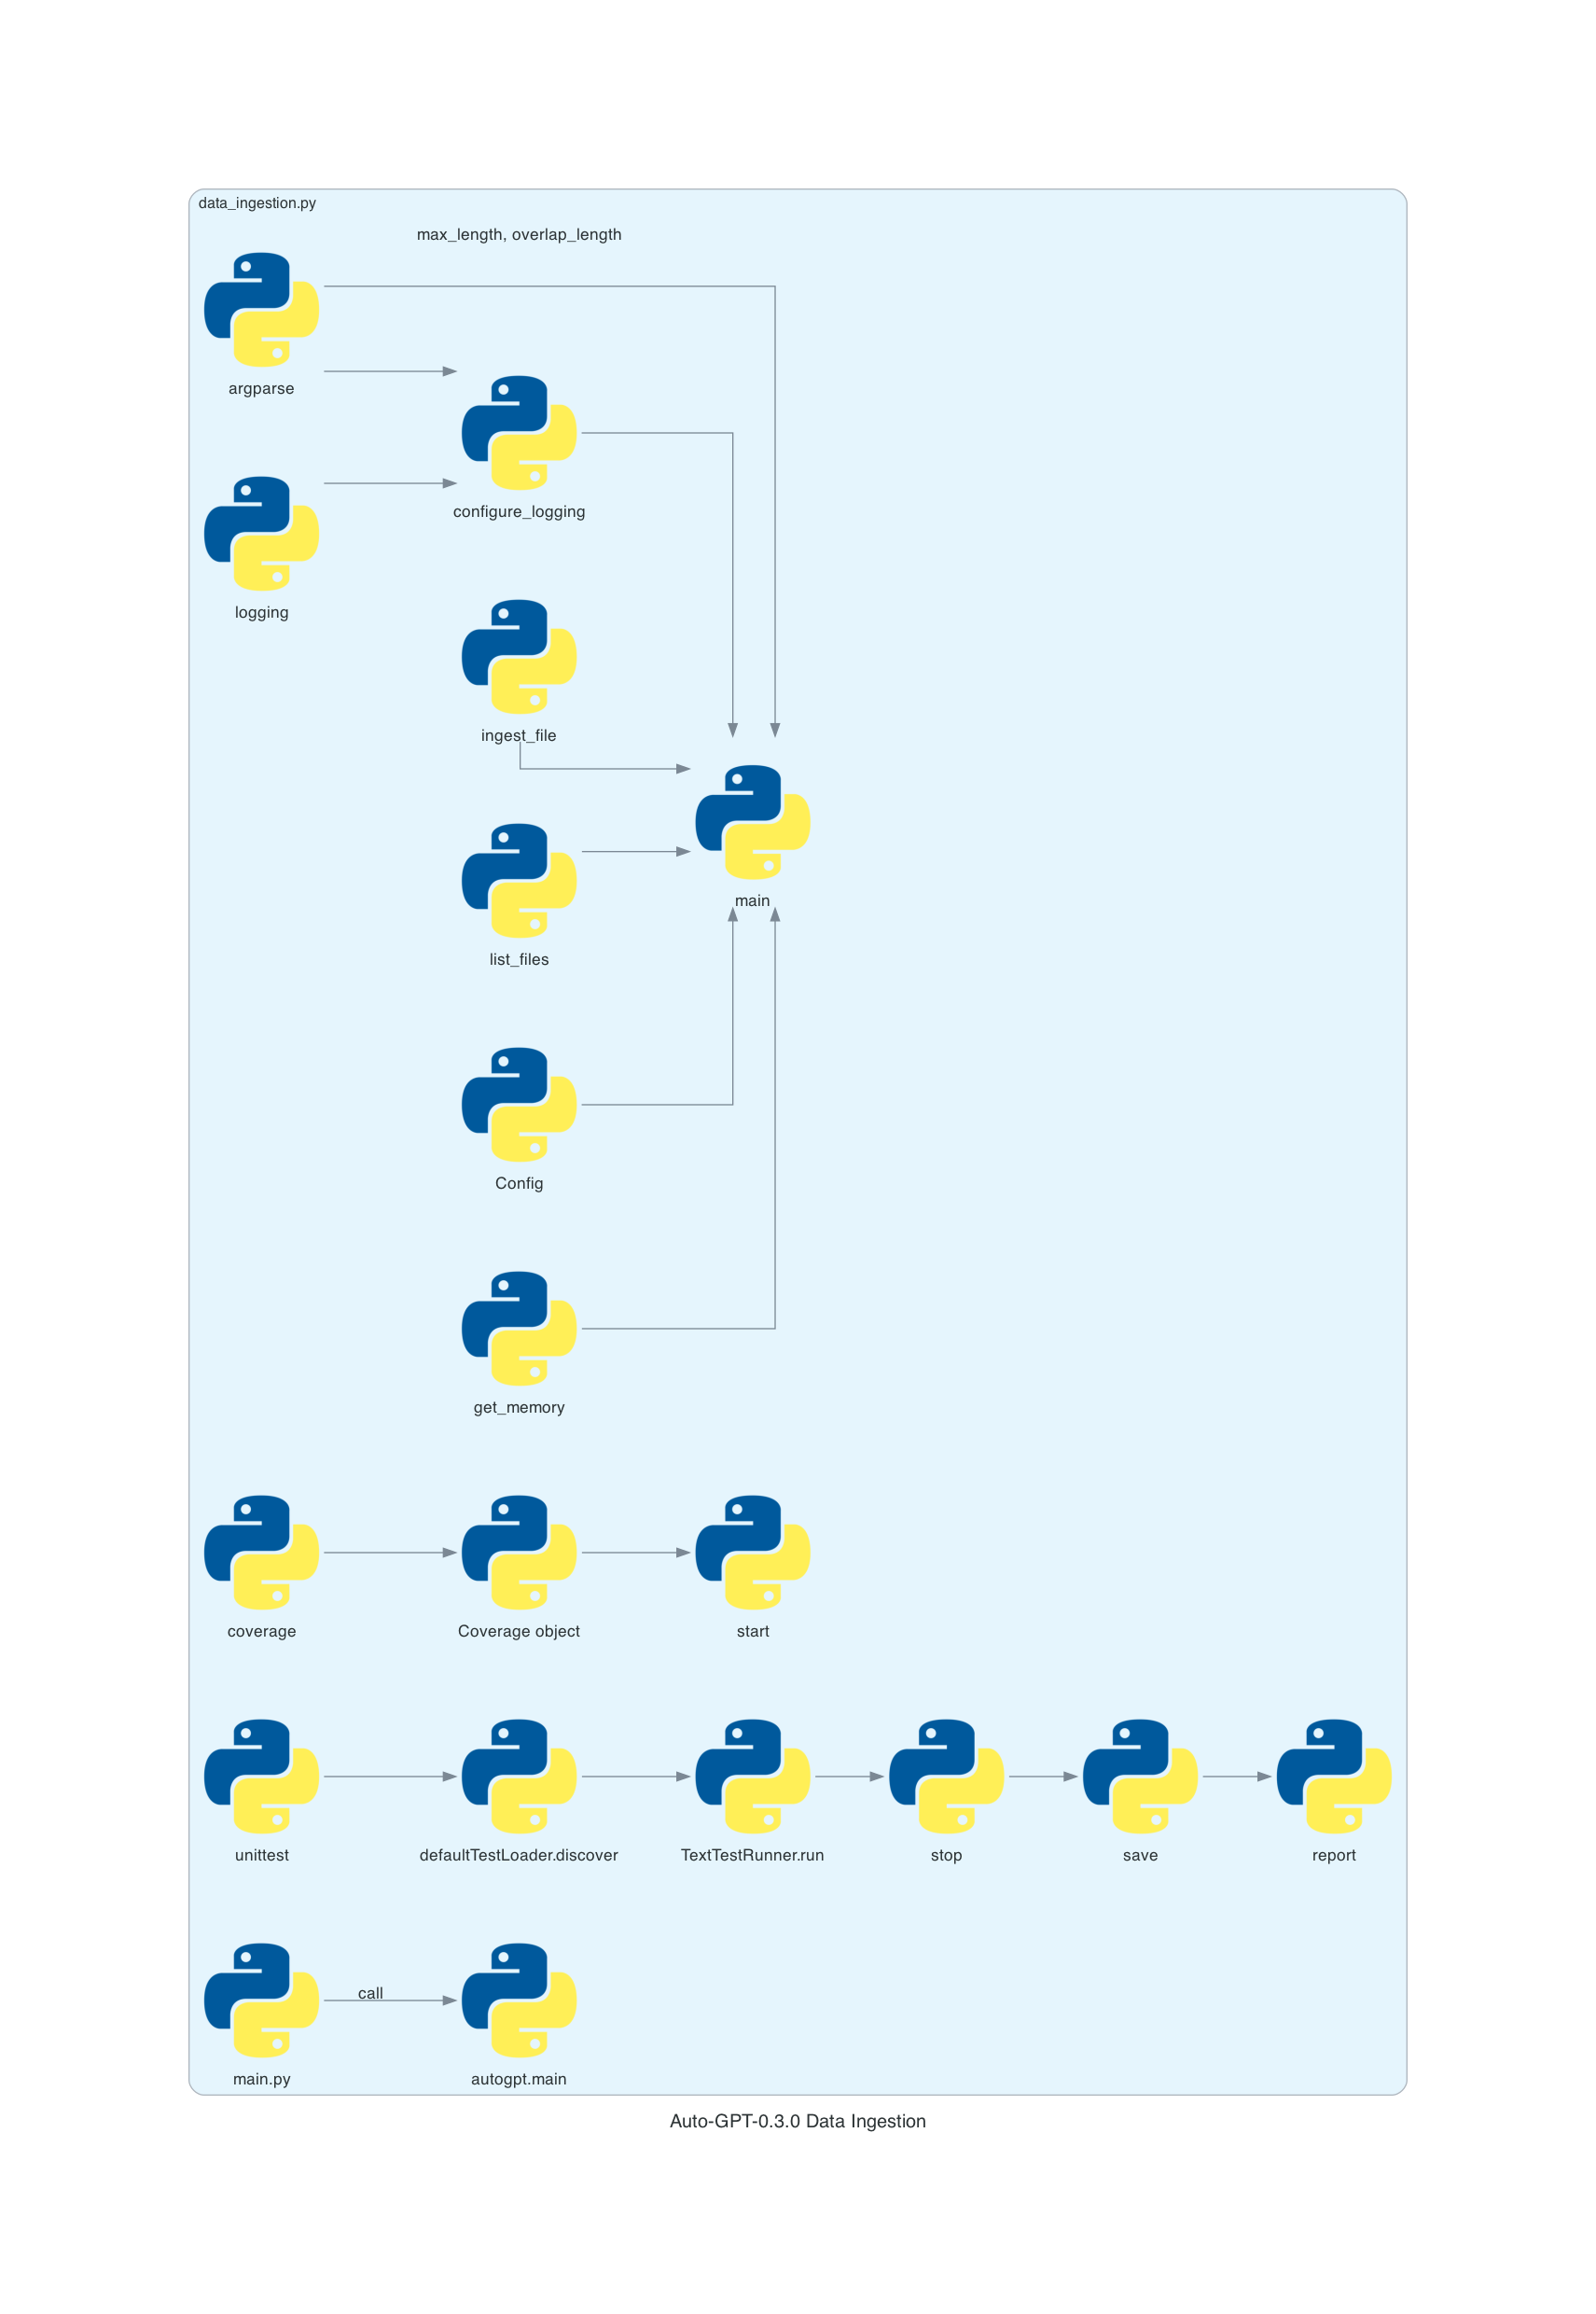 data_ingestion.py
max_length, overlap_length
argparse
configure_logging
logging
ingest_file
main
list_files
Config
get_memory
coverage
Coverage object
start
unittest
defaultTestLoader.discover
TextTestRunner.run
stop
save
report
call
main.py
autogpt.main
Auto-GPT-0.3.0 Data Ingestion